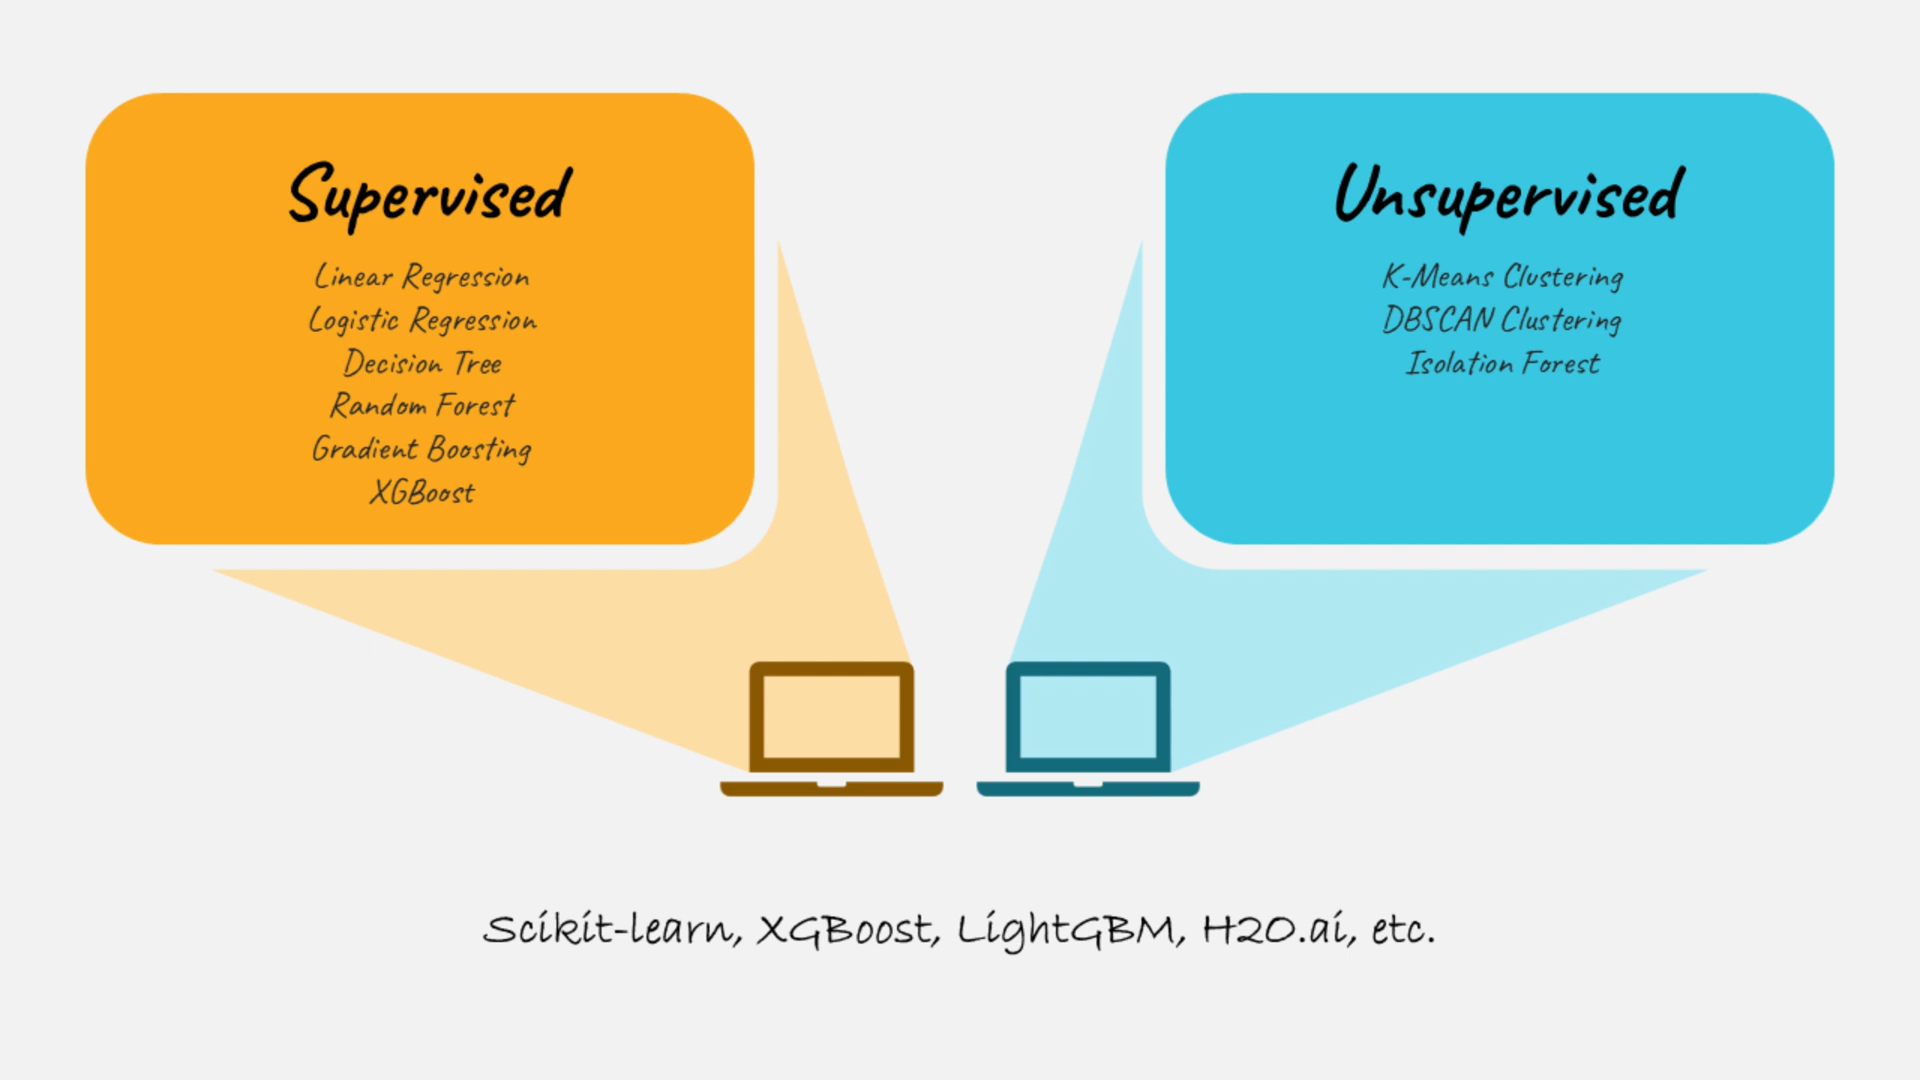 Supervised
Linear Regression
Logistic Regression
Decision Tree
Random Forest
Gradient Boosting
XGBoost
Unsupervised
K-Means Clustering
DBSCAN Clustering
Isolation Forest
Scikit-learn, XGBoost, LightGBM, H2O.ai, etc.